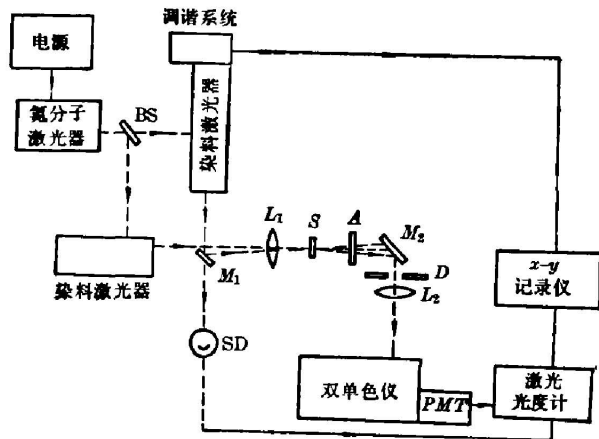 调谐系统
电源
氮分子
激光器
BS
染料激光器
L₁
S
A
M₂
M₁
D
L₂
染料激光器
x-y
记录仪
SD
双单色仪
PMT
激光
光度计